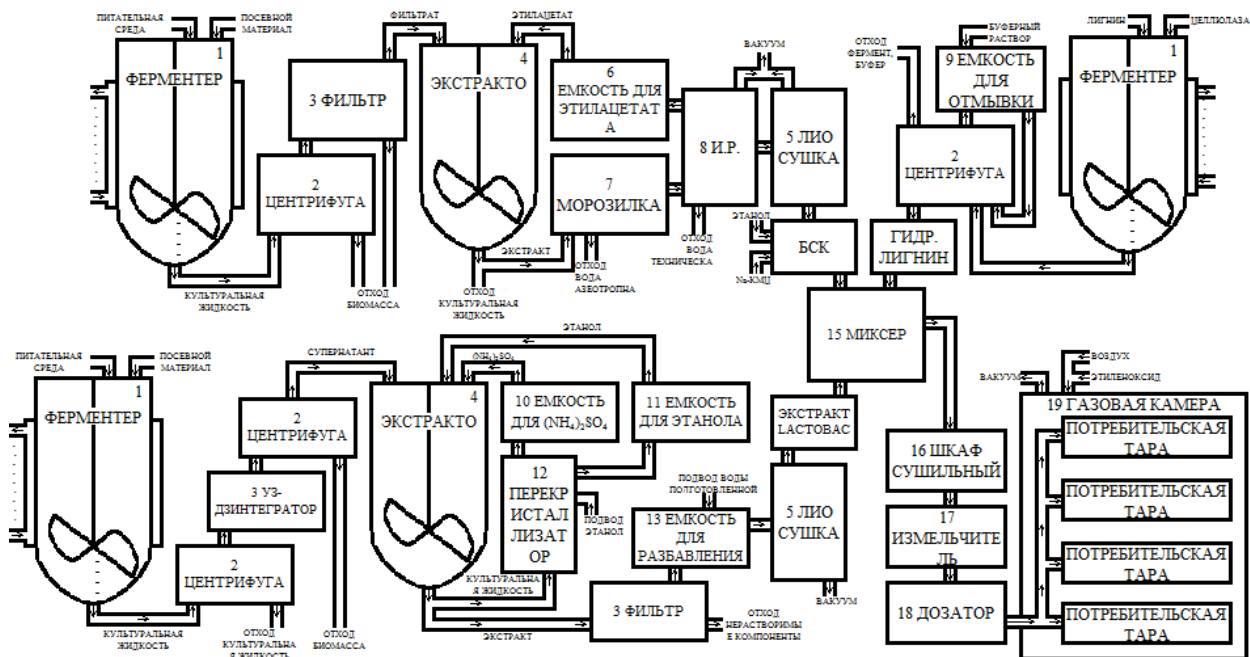 ПИТАТЕЛЬНАЯ
СРЕДА
ПОСЕВНОЙ
МАТЕРИАЛ
1
ФЕРМЕНТЕР
КУЛЬТУРАЛЬНАЯ
ЖИДКОСТЬ
2
ЦЕНТРИФУГА
ОТХОД
БИОМАССА
3 ФИЛЬТР
ФИЛЬТРАТ
ЭТИЛАЦЕТАТ
4
ЭКСТРАКТО
ЭКСТРАКТ
ОТХОД
КУЛЬТУРАЛЬНАЯ
ЖИДКОСТЬ
6
ЕМКОСТЬ ДЛЯ
ЭТИЛАЦЕТАТ
А
7
МОРОЗИЛКА
ОТХОД
ВОДА
АЗЕОТРОПНА
ВАКУУМ
8 И.Р.
ОТХОД
ВОДА
ТЕХНИЧЕСКА
5 ЛИО
СУШКА
ЭТАНОЛ
Na-КМЦ
БСК
ОТХОД
ФЕРМЕНТ,
БУФЕР
БУФЕРНЫЙ
РАСТВОР
9 ЕМКОСТЬ
ДЛЯ
ОТМЫВКИ
2
ЦЕНТРИФУГА
ГИДР.
ЛИГНИН
ЛИГНИН
ЦЕЛЛЮЛАЗА
1
ФЕРМЕНТЕР
15 МИКСЕР
ПИТАТЕЛЬНАЯ
СРЕДА
ПОСЕВНОЙ
МАТЕРИАЛ
1
ФЕРМЕНТЕР
КУЛЬТУРАЛЬНАЯ
ЖИДКОСТЬ
2
ЦЕНТРИФУГА
ОТХОД
КУЛЬТУРАЛЬНА
Я ЖИДКОСТЬ
3 УЗ-
ДЗИНТЕГРАТОР
2
ЦЕНТРИФУГА
ОТХОД
БИОМАССА
СУПЕРНАТАНТ
ЭТАНОЛ
(NH₄)₂SO₄
4
ЭКСТРАКТО
10 ЕМКОСТЬ
ДЛЯ (NH₄)₂SO₄
11 ЕМКОСТЬ
ДЛЯ ЭТАНОЛА
12
ПЕРЕКР
ИСТАЛ
ЛИЗАТ
ОР
ПОДВОД
ЭТАНОЛ
КУЛЬТУРАЛЬНА
Я ЖИДКОСТЬ
ЭКСТРАКТ
3 ФИЛЬТР
ОТХОД
НЕРАСТВОРИМЫ
Е КОМПОНЕНТЫ
ПОДВОД ВОДЫ
ПОЛГОТОВЛЕННОЙ
13 ЕМКОСТЬ
ДЛЯ
РАЗБАВЛЕНИЯ
5 ЛИО
СУШКА
ВАКУУМ
ЭКСТРАКТ
LACTOBAC
16 ШКАФ
СУШИЛЬНЫЙ
17
ИЗМЕЛЬЧИТЕ
ЛЬ
18 ДОЗАТОР
ВАКУУМ
ВОЗДУХ
ЭТИЛЕНОКСИД
19 ГАЗОВАЯ КАМЕРА
ПОТРЕБИТЕЛЬСКАЯ
ТАРА
ПОТРЕБИТЕЛЬСКАЯ
ТАРА
ПОТРЕБИТЕЛЬСКАЯ
ТАРА
ПОТРЕБИТЕЛЬСКАЯ
ТАРА